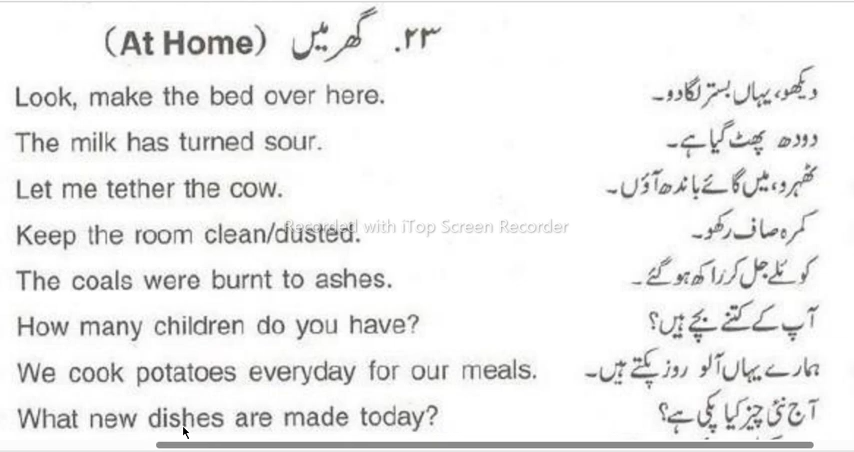 (At Home) گھر میں .۲۳
Look, make the bed over here. دیکھو، یہاں بستر لگا دو۔
The milk has turned sour. دودھ پھٹ گیا ہے۔
Let me tether the cow. ٹھہرو، میں گائے باندھ آؤں۔
Recorded with iTop Screen Recorder
Keep the room clean/dusted. کمرہ صاف رکھو۔
The coals were burnt to ashes. کوئلے جل کر راکھ ہو گئے۔
How many children do you have? آپ کے کتنے بچے ہیں؟
We cook potatoes everyday for our meals. ہمارے یہاں آلو روز پکتے ہیں۔
What new dishes are made today? آج نئی چیز کیا پکی ہے؟